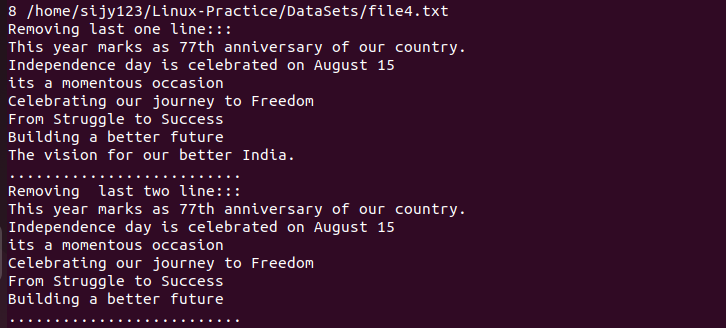 8 /home/sijy123/Linux-Practice/DataSets/file4.txt
Removing last one line:::
This year marks as 77th anniversary of our country.
Independence day is celebrated on August 15
its a momentous occasion
Celebrating our journey to Freedom
From Struggle to Success
Building a better future
The vision for our better India.
..........................
Removing  last two line:::
This year marks as 77th anniversary of our country.
Independence day is celebrated on August 15
its a momentous occasion
Celebrating our journey to Freedom
From Struggle to Success
Building a better future
..........................